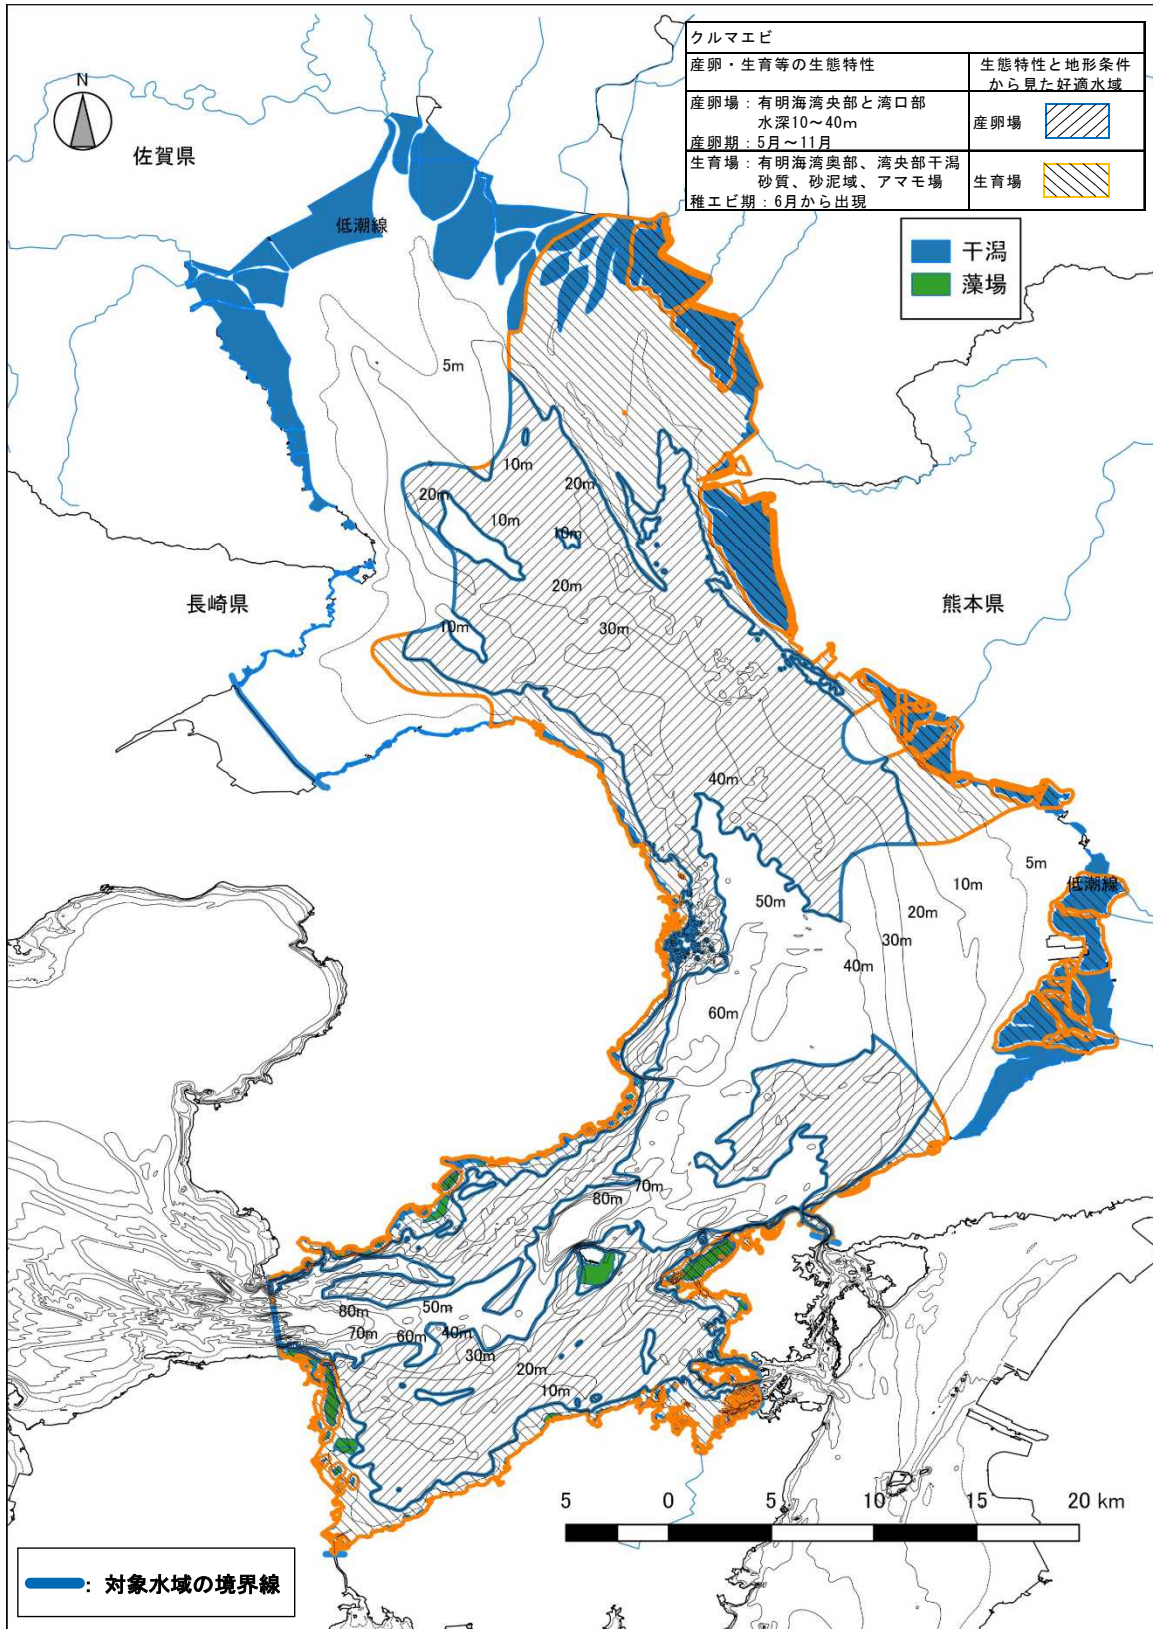 クルマエビ
産卵・生育等の生態特性
生態特性と地形条件
から見た好適水域
産卵場：有明海湾央部と湾口部
水深10～40m
産卵期：5月～11月
産卵場
生育場：有明海湾奥部、湾央部干潟
砂質、砂泥域、アマモ場
稚エビ期：6月から出現
生育場
N
佐賀県
低潮線
干潟
藻場
5m
10m
20m
20m
10m
10m
20m
長崎県
熊本県
10m
30m
40m
5m
低潮線
10m
50m
20m
30m
40m
60m
70m
80m
80m
50m
70m
60m
40m
30m
20m
10m
5
0
5
10
15
20 km
：対象水域の境界線